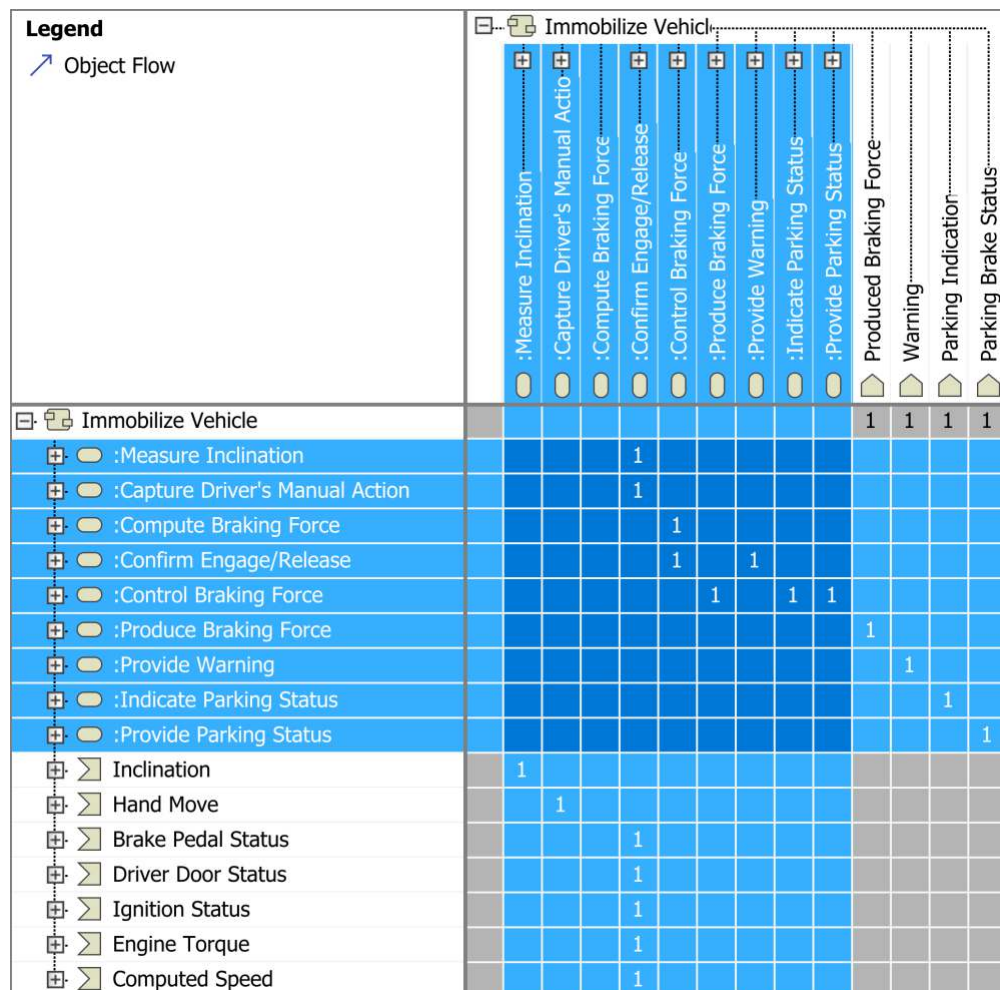 Legend
Object Flow
Immobilize Vehicl
:Measure Inclination
:Capture Driver's Manual Actio
:Compute Braking Force
:Confirm Engage/Release
:Control Braking Force
:Produce Braking Force
:Provide Warning
:Indicate Parking Status
:Provide Parking Status
Produced Braking Force
Warning
Parking Indication
Parking Brake Status
Immobilize Vehicle 1 1 1 1
:Measure Inclination 1
:Capture Driver's Manual Action 1
:Compute Braking Force 1
:Confirm Engage/Release 1 1
:Control Braking Force 1 1 1
:Produce Braking Force 1
:Provide Warning 1
:Indicate Parking Status 1
:Provide Parking Status 1
Inclination 1
Hand Move 1
Brake Pedal Status 1
Driver Door Status 1
Ignition Status 1
Engine Torque 1
Computed Speed 1